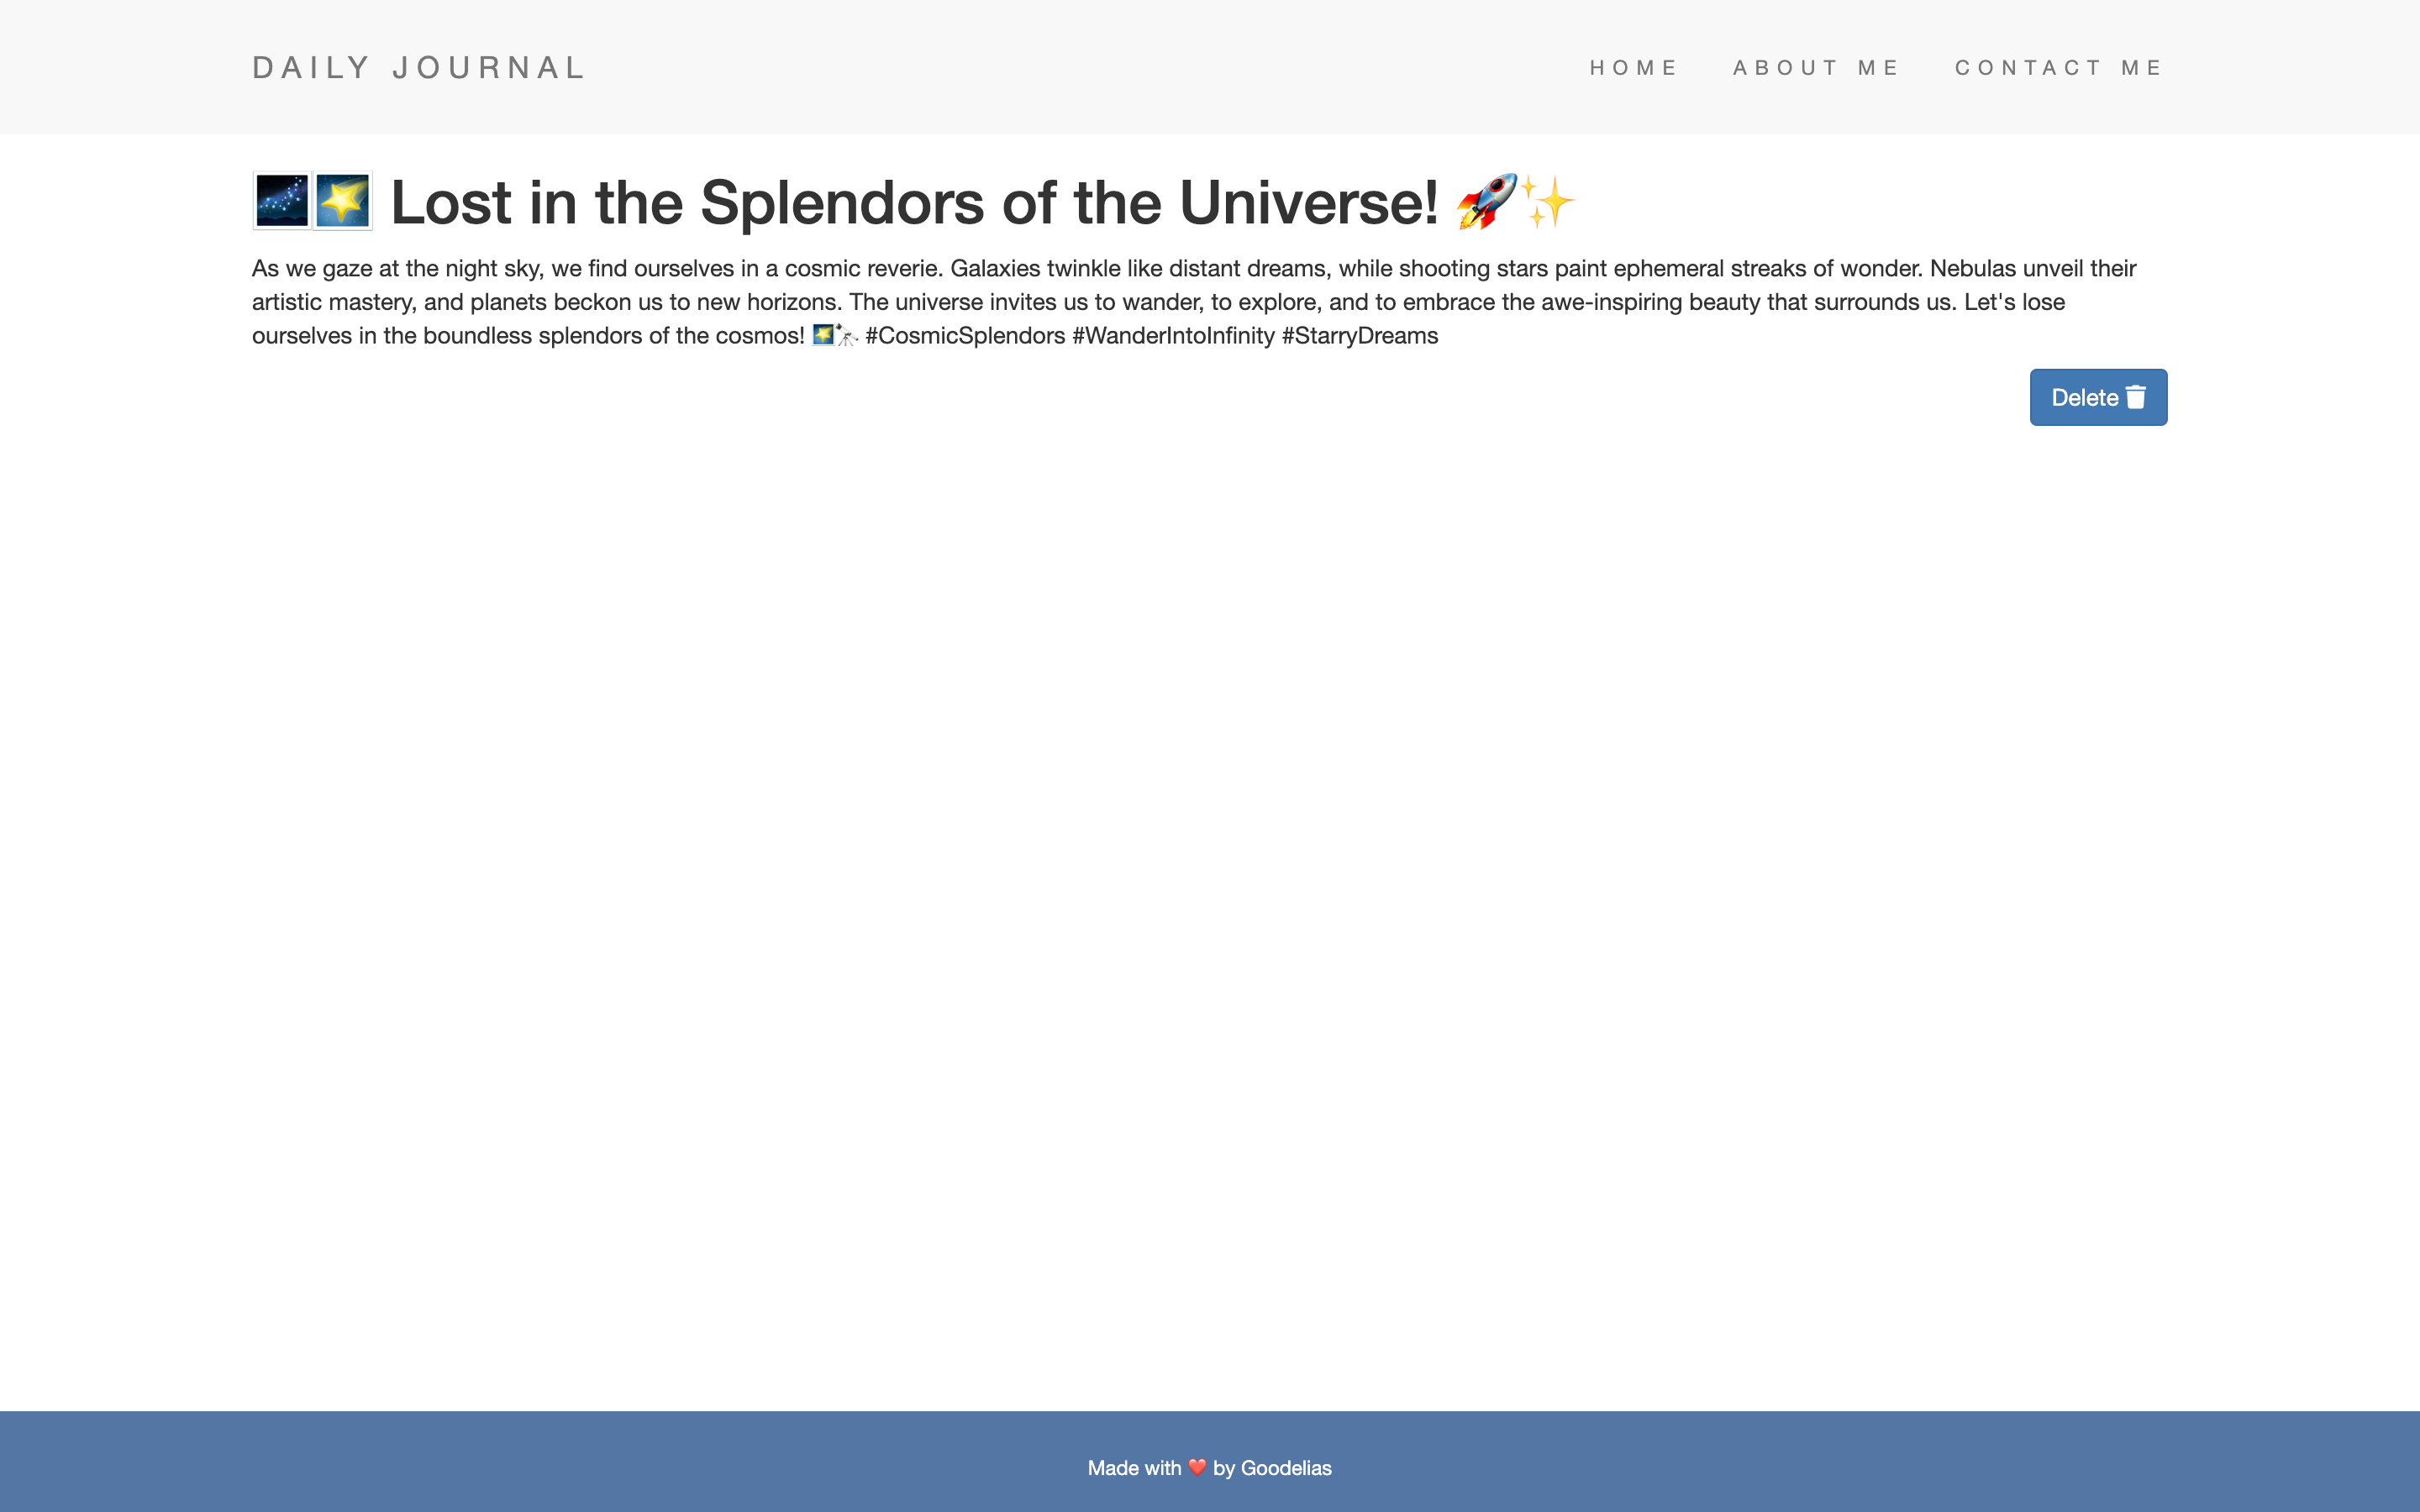 DAILY JOURNAL
HOME ABOUT ME CONTACT ME
🌌🌠 Lost in the Splendors of the Universe! 🚀✨
As we gaze at the night sky, we find ourselves in a cosmic reverie. Galaxies twinkle like distant dreams, while shooting stars paint ephemeral streaks of wonder. Nebulas unveil their
artistic mastery, and planets beckon us to new horizons. The universe invites us to wander, to explore, and to embrace the awe-inspiring beauty that surrounds us. Let's lose
ourselves in the boundless splendors of the cosmos! 🌠🔭 #CosmicSplendors #WanderIntoInfinity #StarryDreams
Delete
Made with ❤️ by Goodelias